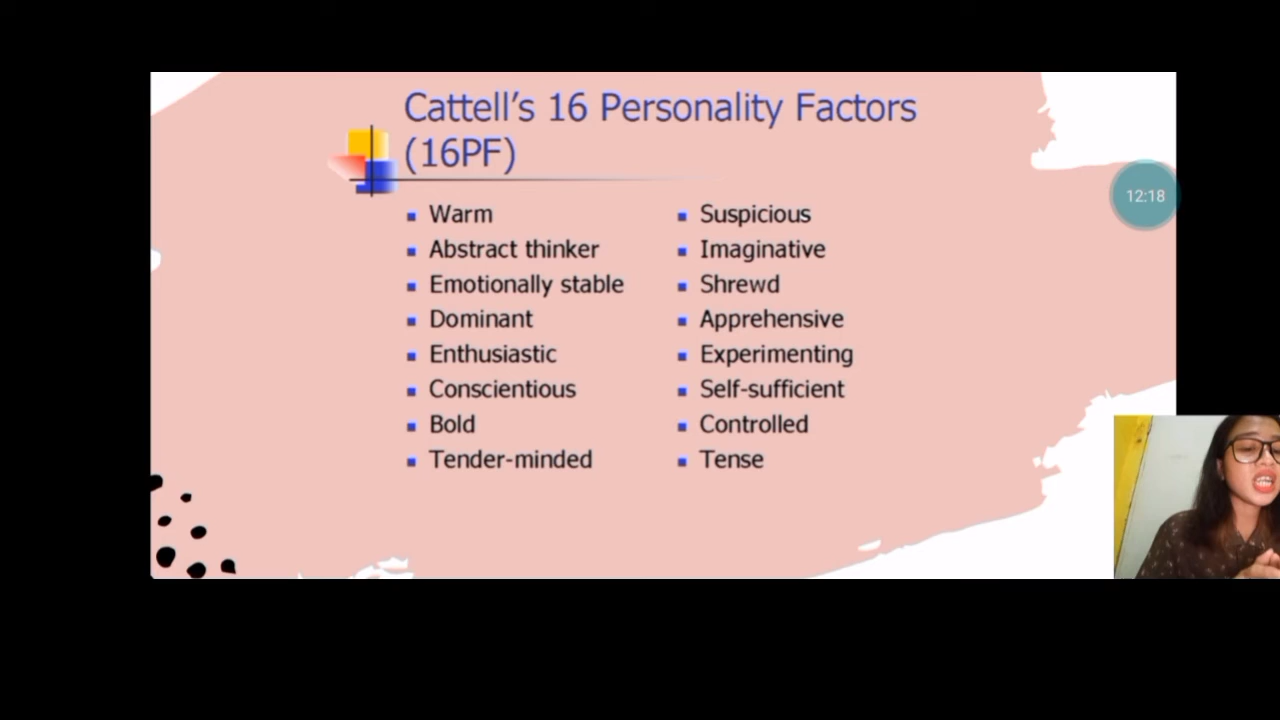 Cattell's 16 Personality Factors
(16PF)
Warm
Abstract thinker
Emotionally stable
Dominant
Enthusiastic
Conscientious
Bold
Tender-minded
Suspicious
Imaginative
Shrewd
Apprehensive
Experimenting
Self-sufficient
Controlled
Tense
12:18